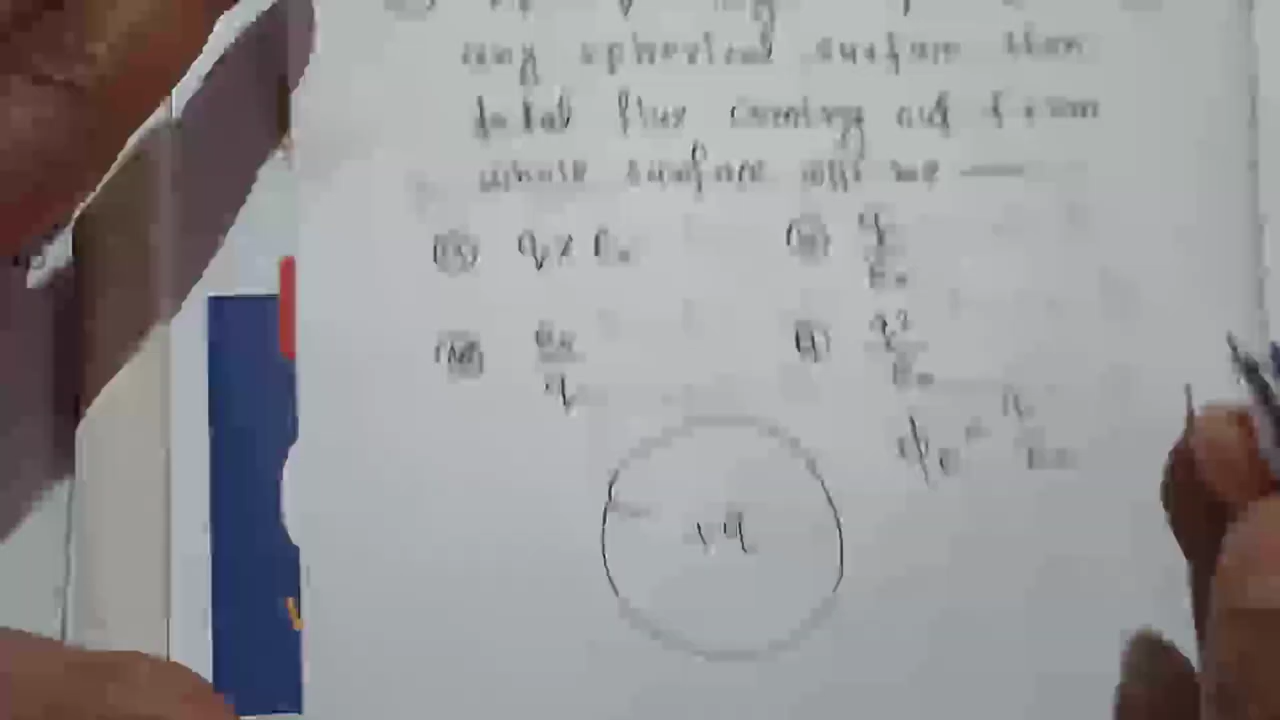 any spherical surface then
total flux coming out from
whole surface will be —
(i) q × ε₀ (ii) q/ε₀
(iii) ε₀/q q²/ε₀
ϕE = q/ε₀
+q